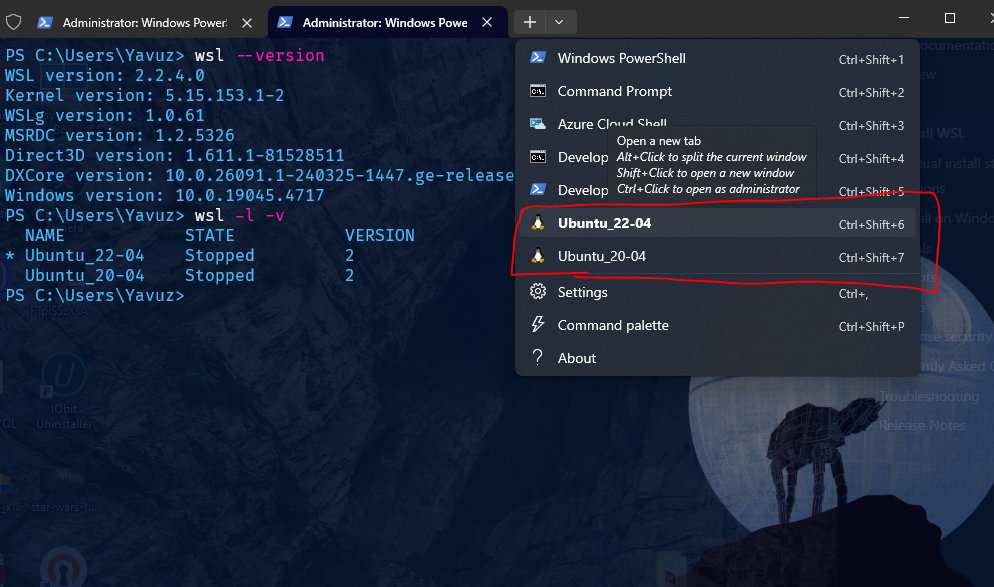 Administrator: Windows Power
Administrator: Windows Powe
PS C:\Users\Yavuz> wsl --version
WSL version: 2.2.4.0
Kernel version: 5.15.153.1-2
WSLg version: 1.0.61
MSRDC version: 1.2.5326
Direct3D version: 1.611.1-81528511
DXCore version: 10.0.26091.1-240325-1447.ge-release
Windows version: 10.0.19045.4717
PS C:\Users\Yavuz> wsl -l -v
NAME STATE VERSION
* Ubuntu_22-04 Stopped 2
Ubuntu_20-04 Stopped 2
PS C:\Users\Yavuz>
Windows PowerShell Ctrl+Shift+1
Command Prompt Ctrl+Shift+2
Azure Cloud Shell Ctrl+Shift+3
Develop Ctrl+Shift+4
Develop Ctrl+Shift+5
Open a new tab
Alt+Click to split the current window
Shift+Click to open a new window
Ctrl+Click to open as administrator
Ubuntu_22-04 Ctrl+Shift+6
Ubuntu_20-04 Ctrl+Shift+7
Settings Ctrl+,
Command palette Ctrl+Shift+P
About
Troubleshooting
Release Notes
IObit
Uninstaller
star-wars-t...